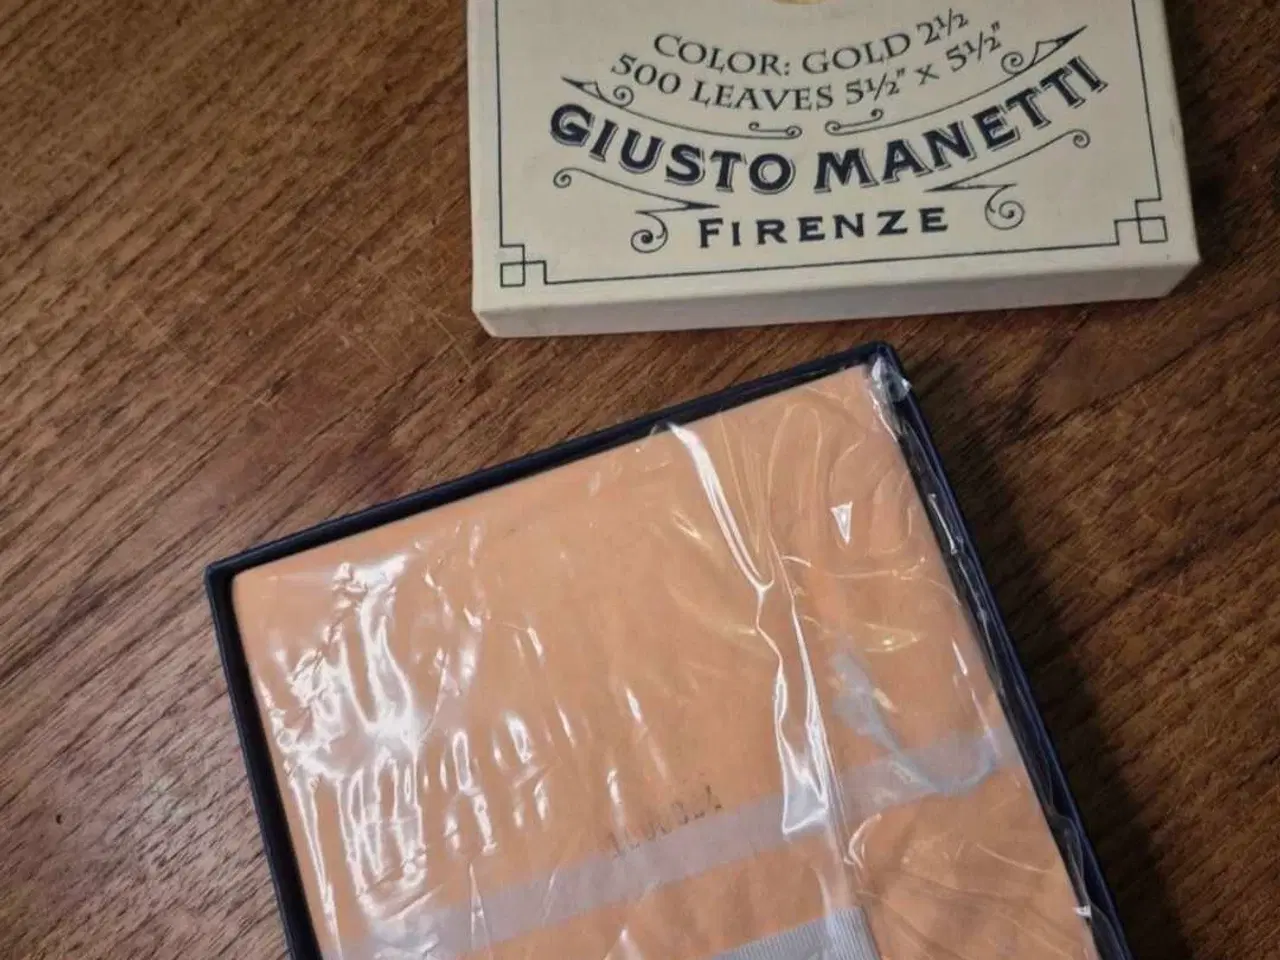 COLOR: GOLD 2½
500 LEAVES 5½" x 5½"
GIUSTO MANETTI
FIRENZE